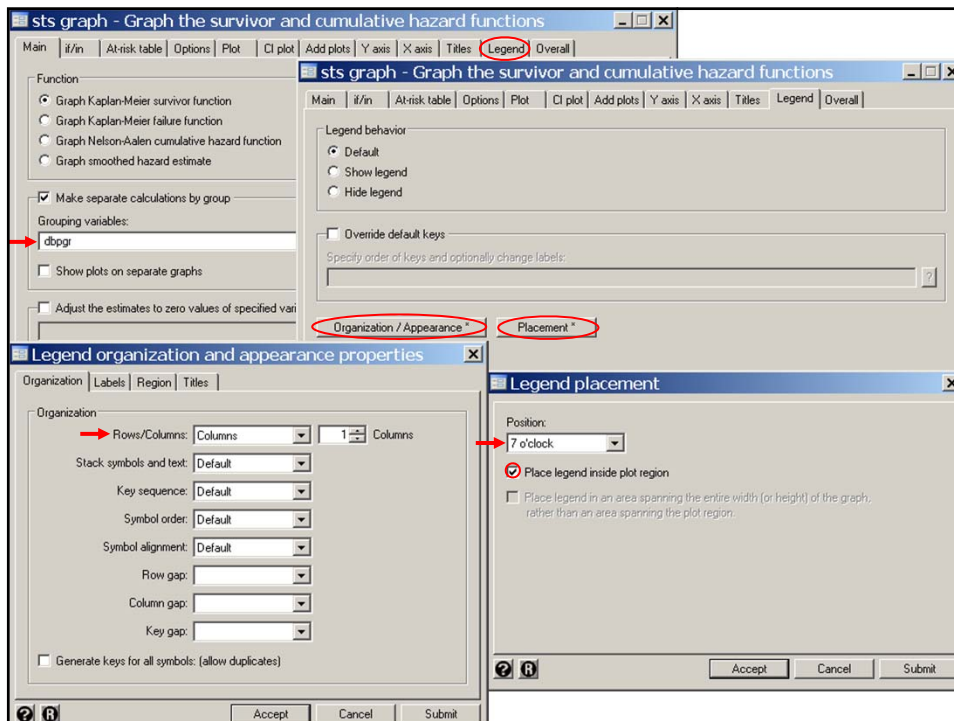 sts graph - Graph the survivor and cumulative hazard functions
Main if/in At-risk table Options Plot CI plot Add plots Y axis X axis Titles Legend Overall
Function
Graph Kaplan-Meier survivor function
Graph Kaplan-Meier failure function
Graph Nelson-Aalen cumulative hazard function
Graph smoothed hazard estimate
Make separate calculations by group
Grouping variables:
dbpgr
Show plots on separate graphs
Adjust the estimates to zero values of specified vari
sts graph - Graph the survivor and cumulative hazard functions
Main if/in At-risk table Options Plot CI plot Add plots Y axis X axis Titles Legend Overall
Legend behavior
Default
Show legend
Hide legend
Override default keys
Specify order of keys and optionally change labels:
?
Organization / Appearance * Placement *
Legend organization and appearance properties
Organization Labels Region Titles
Organization
Rows/Columns: Columns 1 Columns
Stack symbols and text: Default
Key sequence: Default
Symbol order: Default
Symbol alignment: Default
Row gap:
Column gap:
Key gap:
Generate keys for all symbols: (allow duplicates)
? R Accept Cancel Submit
Legend placement
Position:
7 o'clock
Place legend inside plot region
Place legend in an area spanning the entire width (or height) of the graph,
rather than an area spanning the plot region.
? R Accept Cancel Submit